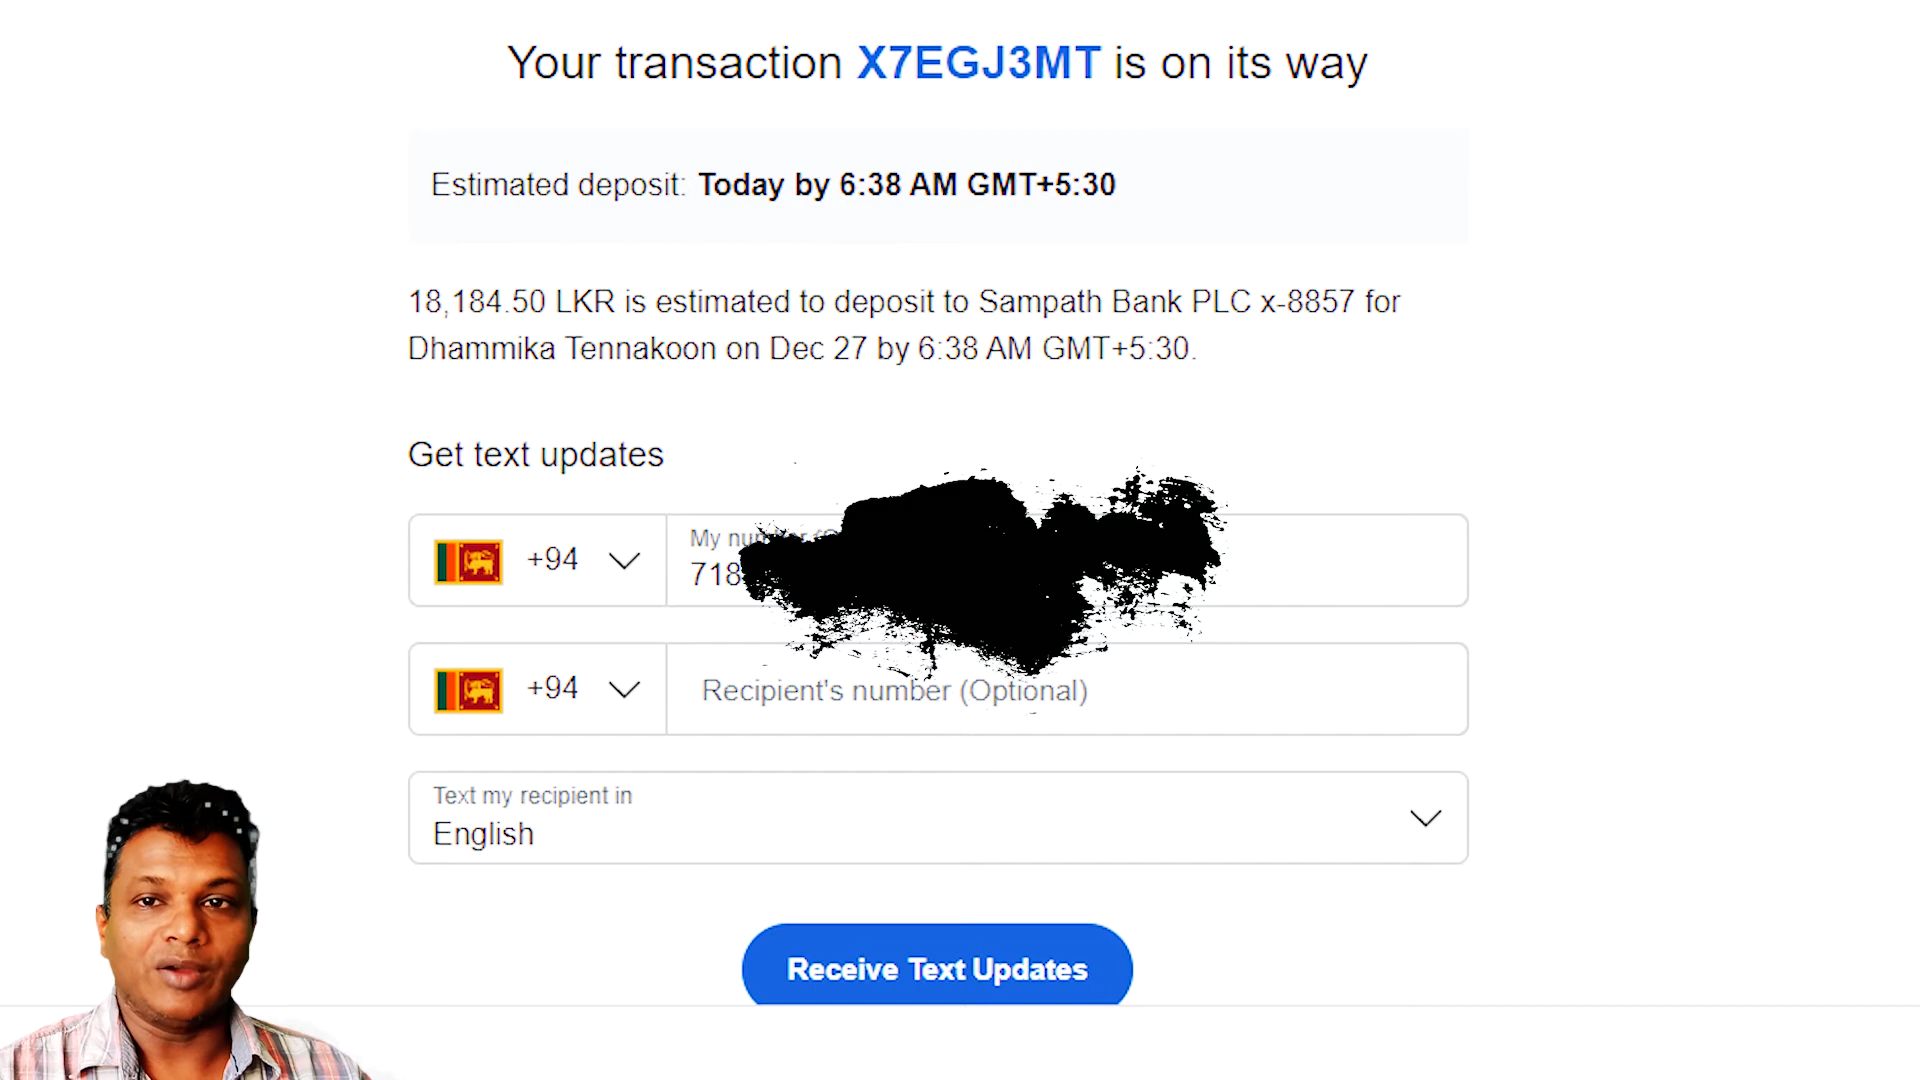 Your transaction X7EGJ3MT is on its way
Estimated deposit: Today by 6:38 AM GMT+5:30
18,184.50 LKR is estimated to deposit to Sampath Bank PLC x-8857 for
Dhammika Tennakoon on Dec 27 by 6:38 AM GMT+5:30.
Get text updates
+94
My
718
+94
Recipient's number (Optional)
Text my recipient in
English
Receive Text Updates